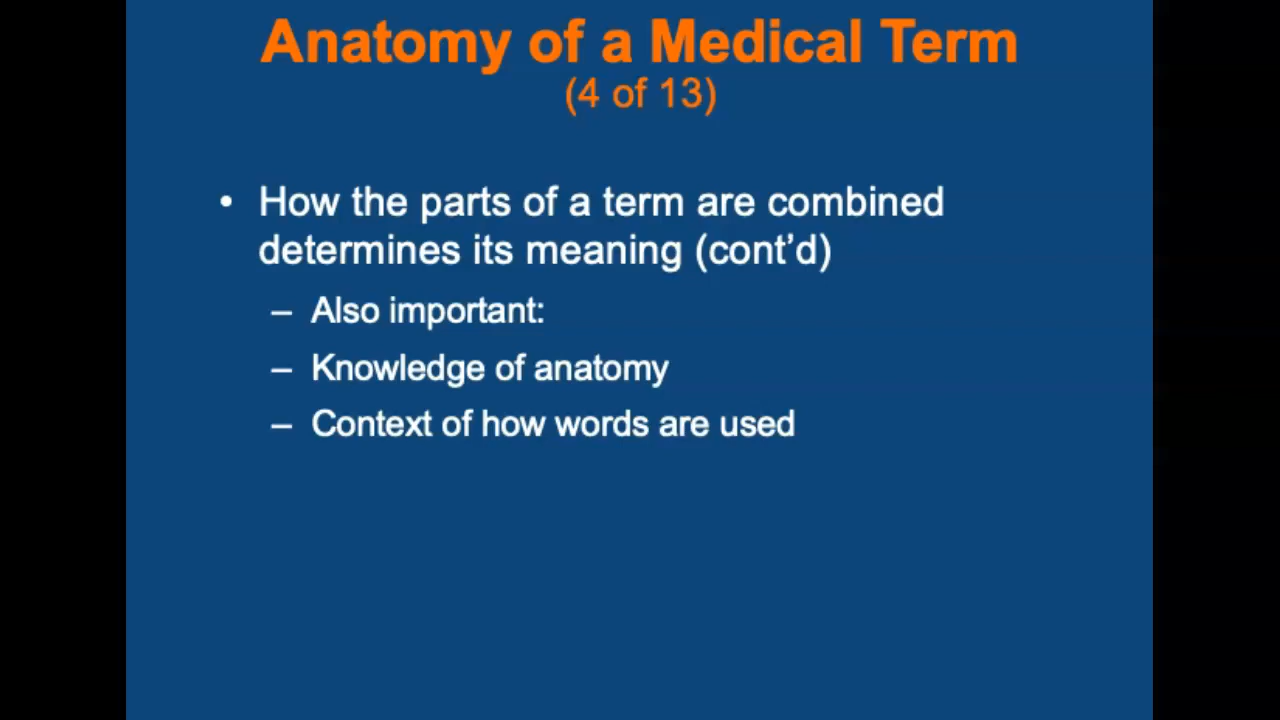 Anatomy of a Medical Term
(4 of 13)
• How the parts of a term are combined
determines its meaning (cont’d)
– Also important:
– Knowledge of anatomy
– Context of how words are used